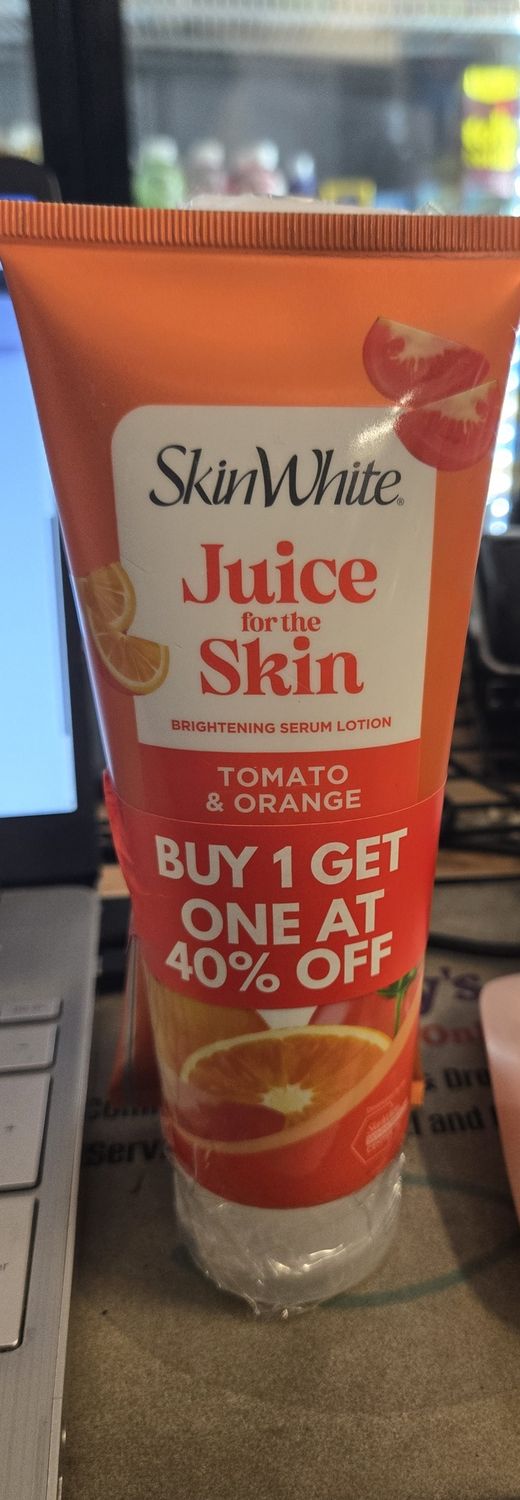 SkinWhite®
Juice
for the
Skin
BRIGHTENING SERUM LOTION
TOMATO
& ORANGE
BUY 1 GET
ONE AT
40% OFF